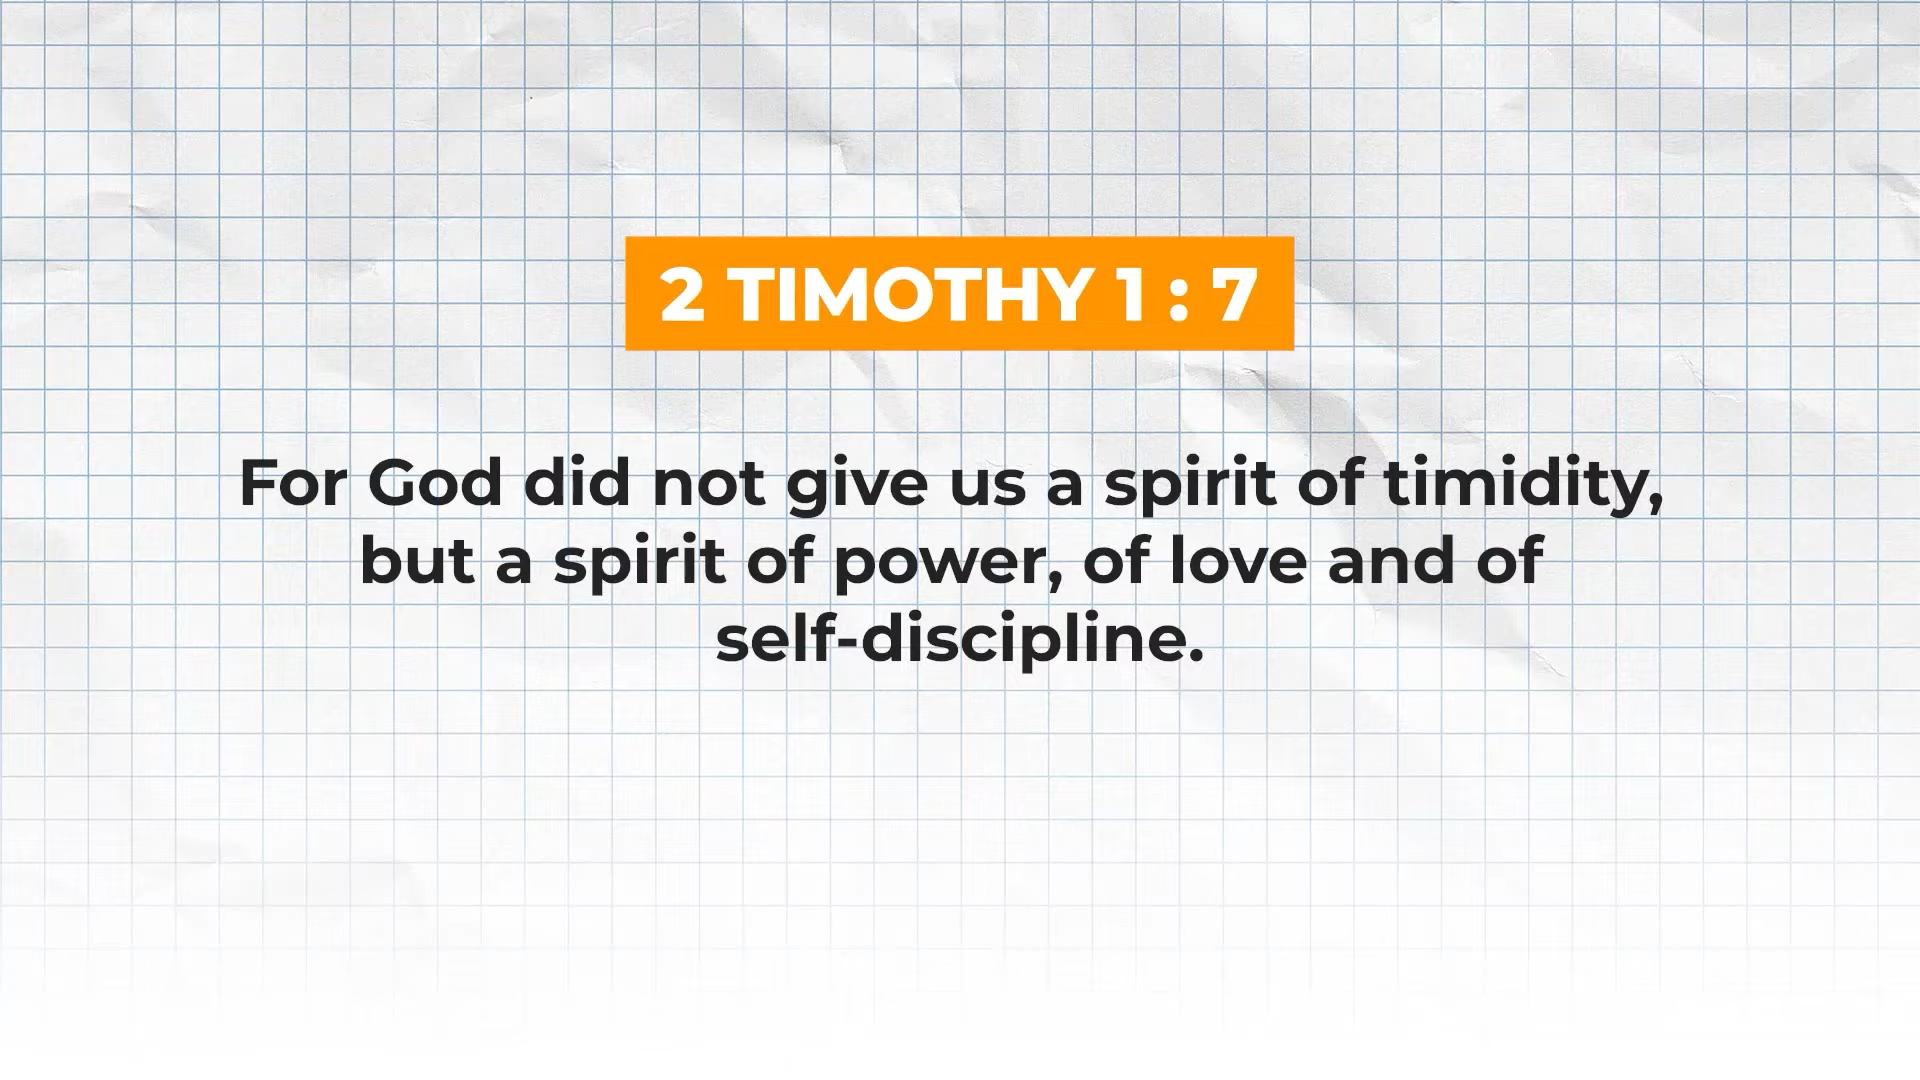 2 TIMOTHY 1 : 7
For God did not give us a spirit of timidity,
but a spirit of power, of love and of
self-discipline.